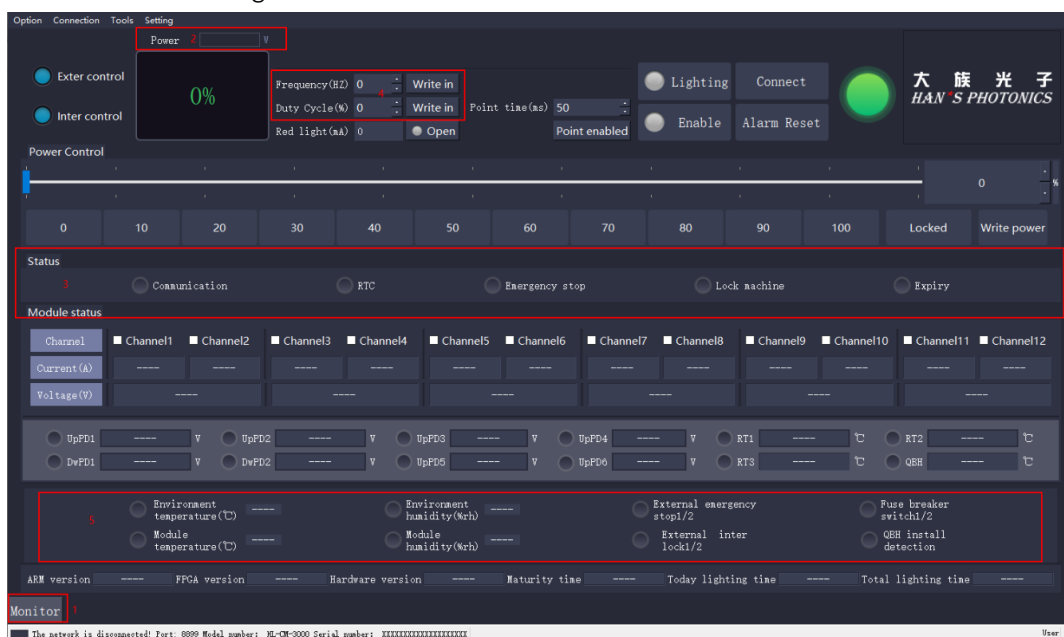 Option Connection Tools Setting
Power 2 V
Exter control
Inter control
0%
Frequency(HZ) 0 4 Write in
Duty Cycle(%) 0 Write in
Red light(mA) 0 Open
Point time(ms) 50
Point enabled
Lighting
Connect
Enable
Alarm Reset
大族光子
HAN'S PHOTONICS
Power Control
0 %
0 10 20 30 40 50 60 70 80 90 100 Locked Write power
Status
3 Communication RTC Emergency stop Lock machine Expiry
Module status
Channel Channel1 Channel2 Channel3 Channel4 Channel5 Channel6 Channel7 Channel8 Channel9 Channel10 Channel11 Channel12
Current(A) ---- ---- ---- ---- ---- ---- ---- ---- ---- ---- ---- ----
Voltage(V) ---- ---- ---- ---- ---- ----
UpPD1 ---- V UpPD2 ---- V UpPD3 ---- V UpPD4 ---- V RT1 ---- ℃ RT2 ---- ℃
DwPD1 ---- V DwPD2 ---- V UpPD5 ---- V UpPD6 ---- V RT3 ---- ℃ QBH ---- ℃
5
Environment temperature(℃) ----
Environment humidity(%rh) ----
External emergency stop1/2
Fuse breaker switch1/2
Module temperature(℃) ----
Module humidity(%rh) ----
External inter lock1/2
QBH install detection
ARM version ---- FPGA version ---- Hardware version ---- Maturity time ---- Today lighting time ---- Total lighting time ----
Monitor 1
The network is disconnected! Port: 8899 Model number: HL-CM-3000 Serial number: XXXXXXXXXXXXXXXXXXXX User